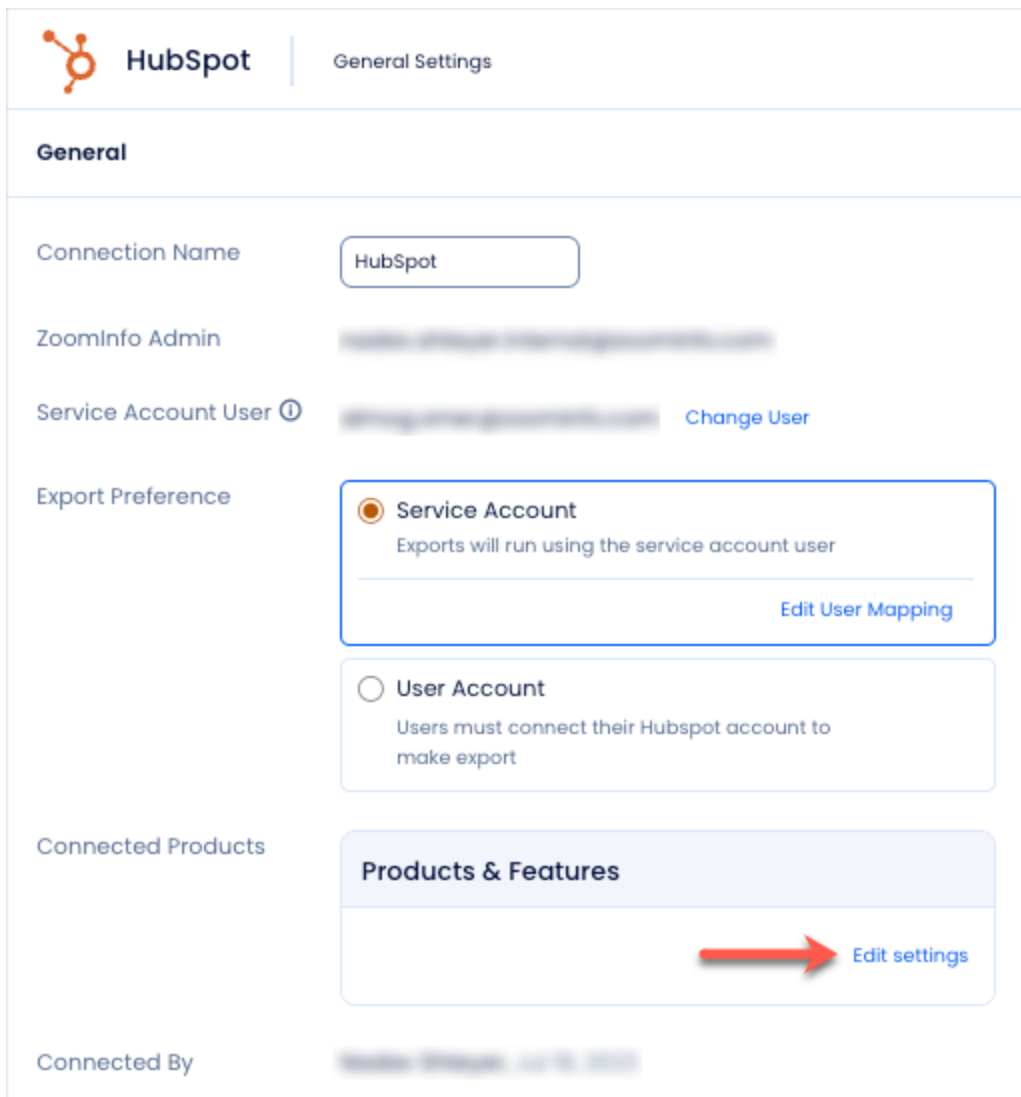 HubSpot
General Settings
General
Connection Name
HubSpot
ZoomInfo Admin
Service Account User
Change User
Export Preference
Service Account
Exports will run using the service account user
Edit User Mapping
User Account
Users must connect their Hubspot account to
make export
Connected Products
Products & Features
Edit settings
Connected By